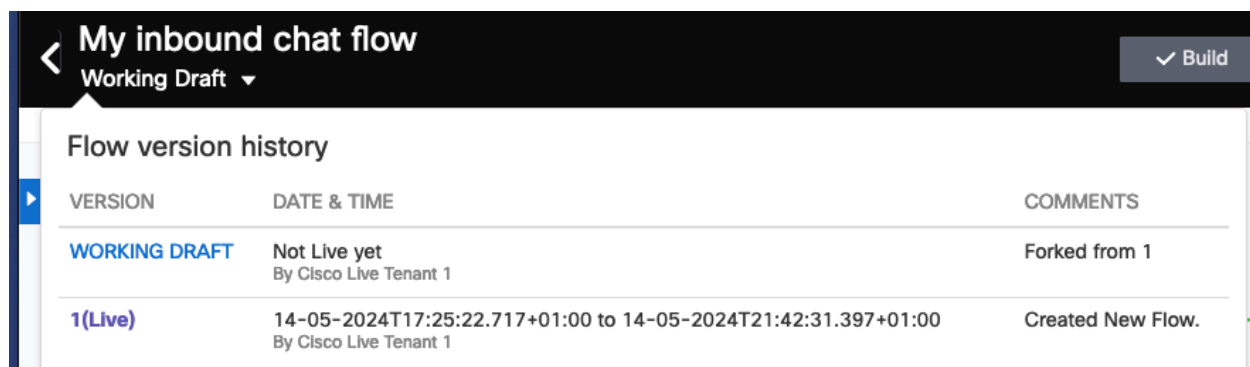 My inbound chat flow
Working Draft
Build
Flow version history
VERSION DATE & TIME COMMENTS
WORKING DRAFT Not Live yet Forked from 1
By Cisco Live Tenant 1
1(Live) 14-05-2024T17:25:22.717+01:00 to 14-05-2024T21:42:31.397+01:00 Created New Flow.
By Cisco Live Tenant 1